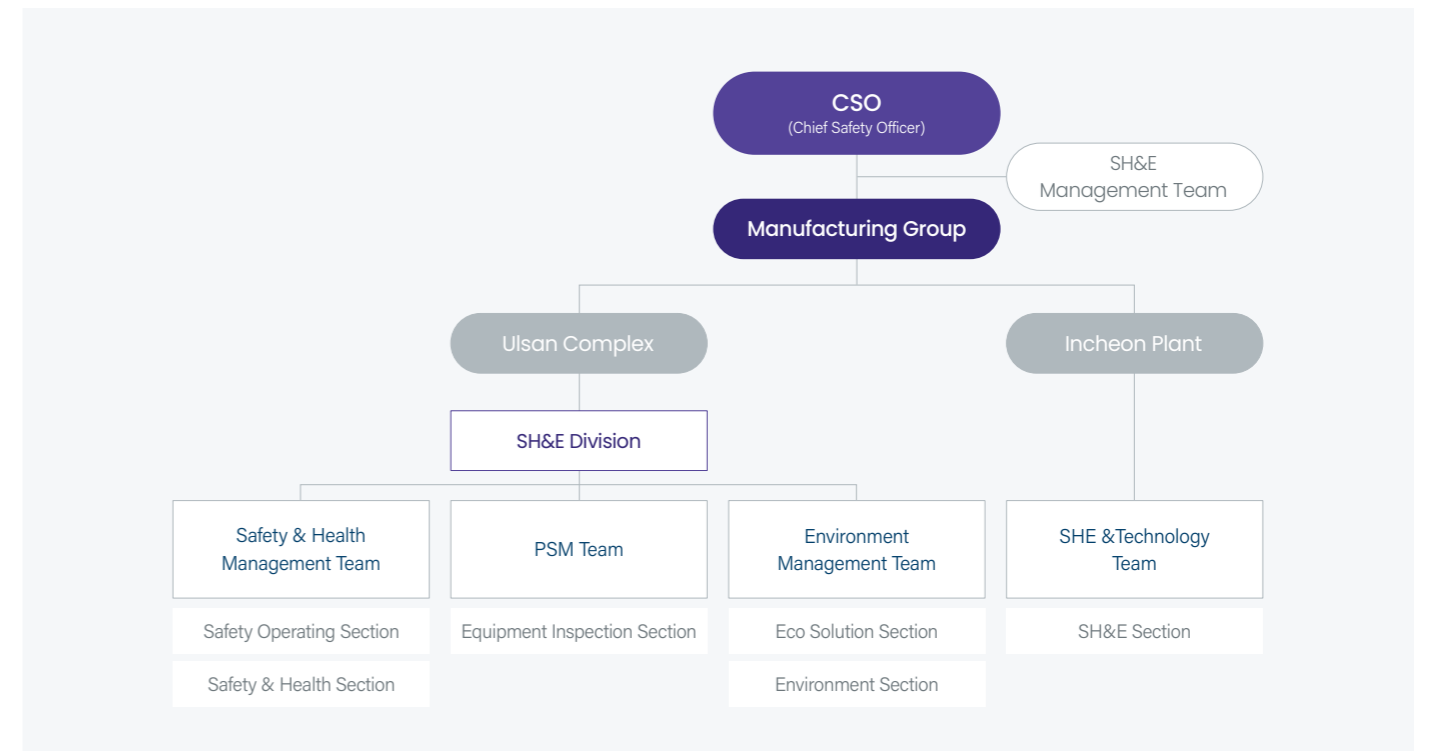 CSO
(Chief Safety Officer)
SH&E
Management Team
Manufacturing Group
Ulsan Complex
Incheon Plant
SH&E Division
Safety & Health
Management Team
PSM Team
Environment
Management Team
SHE &Technology
Team
Safety Operating Section
Equipment Inspection Section
Eco Solution Section
SH&E Section
Safety & Health Section
Environment Section